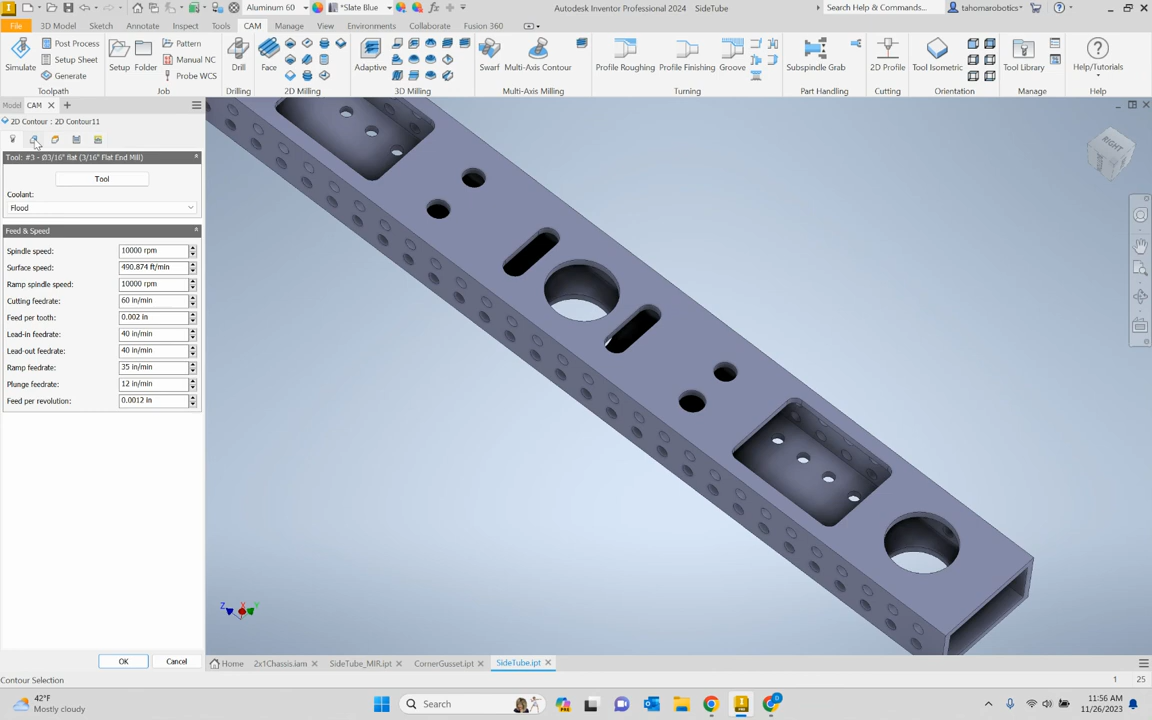 Aluminum 60
*Slate Blue
Autodesk Inventor Professional 2024 SideTube
Search Help & Commands...
tahomarobotics
File 3D Model Sketch Annotate Inspect Tools CAM Manage View Environments Collaborate Fusion 360
Simulate
Post Process
Setup Sheet
Generate
Toolpath
Setup
Folder
Pattern
Manual NC
Probe WCS
Job
Drill
Drilling
Face
2D Milling
Adaptive
3D Milling
Swarf
Multi-Axis Contour
Multi-Axis Milling
Profile Roughing
Profile Finishing
Groove
Turning
Subspindle Grab
Part Handling
2D Profile
Cutting
Tool Isometric
Orientation
Tool Library
Manage
Help/Tutorials
Help
Model CAM
2D Contour : 2D Contour11
Tool: #3 - Ø3/16" flat (3/16" Flat End Mill)
Tool
Coolant:
Flood
Feed & Speed
Spindle speed: 10000 rpm
Surface speed: 490.874 ft/min
Ramp spindle speed: 10000 rpm
Cutting feedrate: 60 in/min
Feed per tooth: 0.002 in
Lead-in feedrate: 40 in/min
Lead-out feedrate: 40 in/min
Ramp feedrate: 35 in/min
Plunge feedrate: 12 in/min
Feed per revolution: 0.0012 in
OK Cancel
RIGHT
Z X Y
Home 2x1Chassis.iam SideTube_MIR.ipt CornerGusset.ipt SideTube.ipt
Contour Selection 1 25
42°F
Mostly cloudy
Search
11:56 AM
11/26/2023